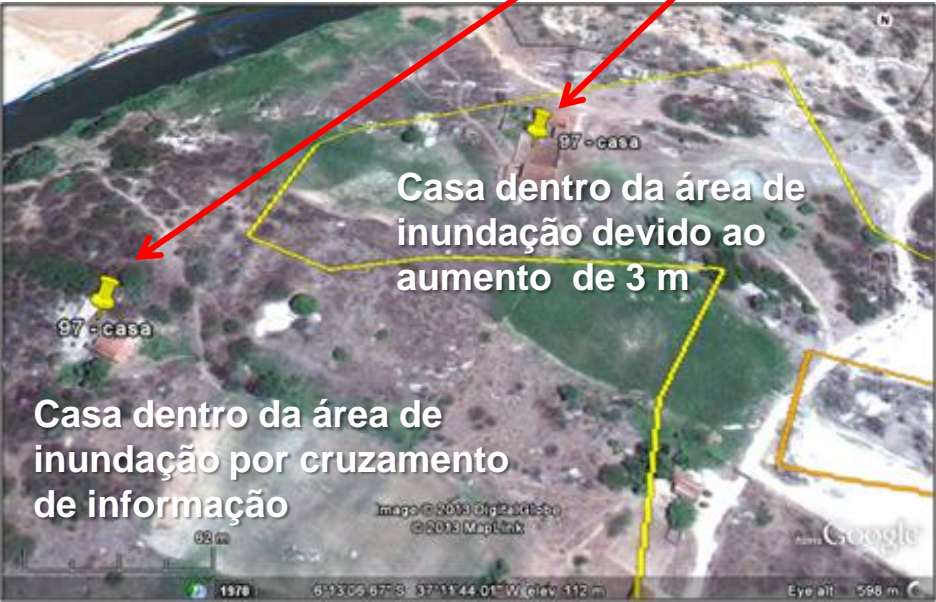 N
97 - casa
Casa dentro da área de
inundação devido ao
aumento de 3 m
97 - casa
Casa dentro da área de
inundação por cruzamento
de informação
Image © 2013 DigitalGlobe
© 2013 MapLink
62 m
Google
1970 6°13'06.67" S 37°11'44.01" W elev 112 m Eye alt 598 m